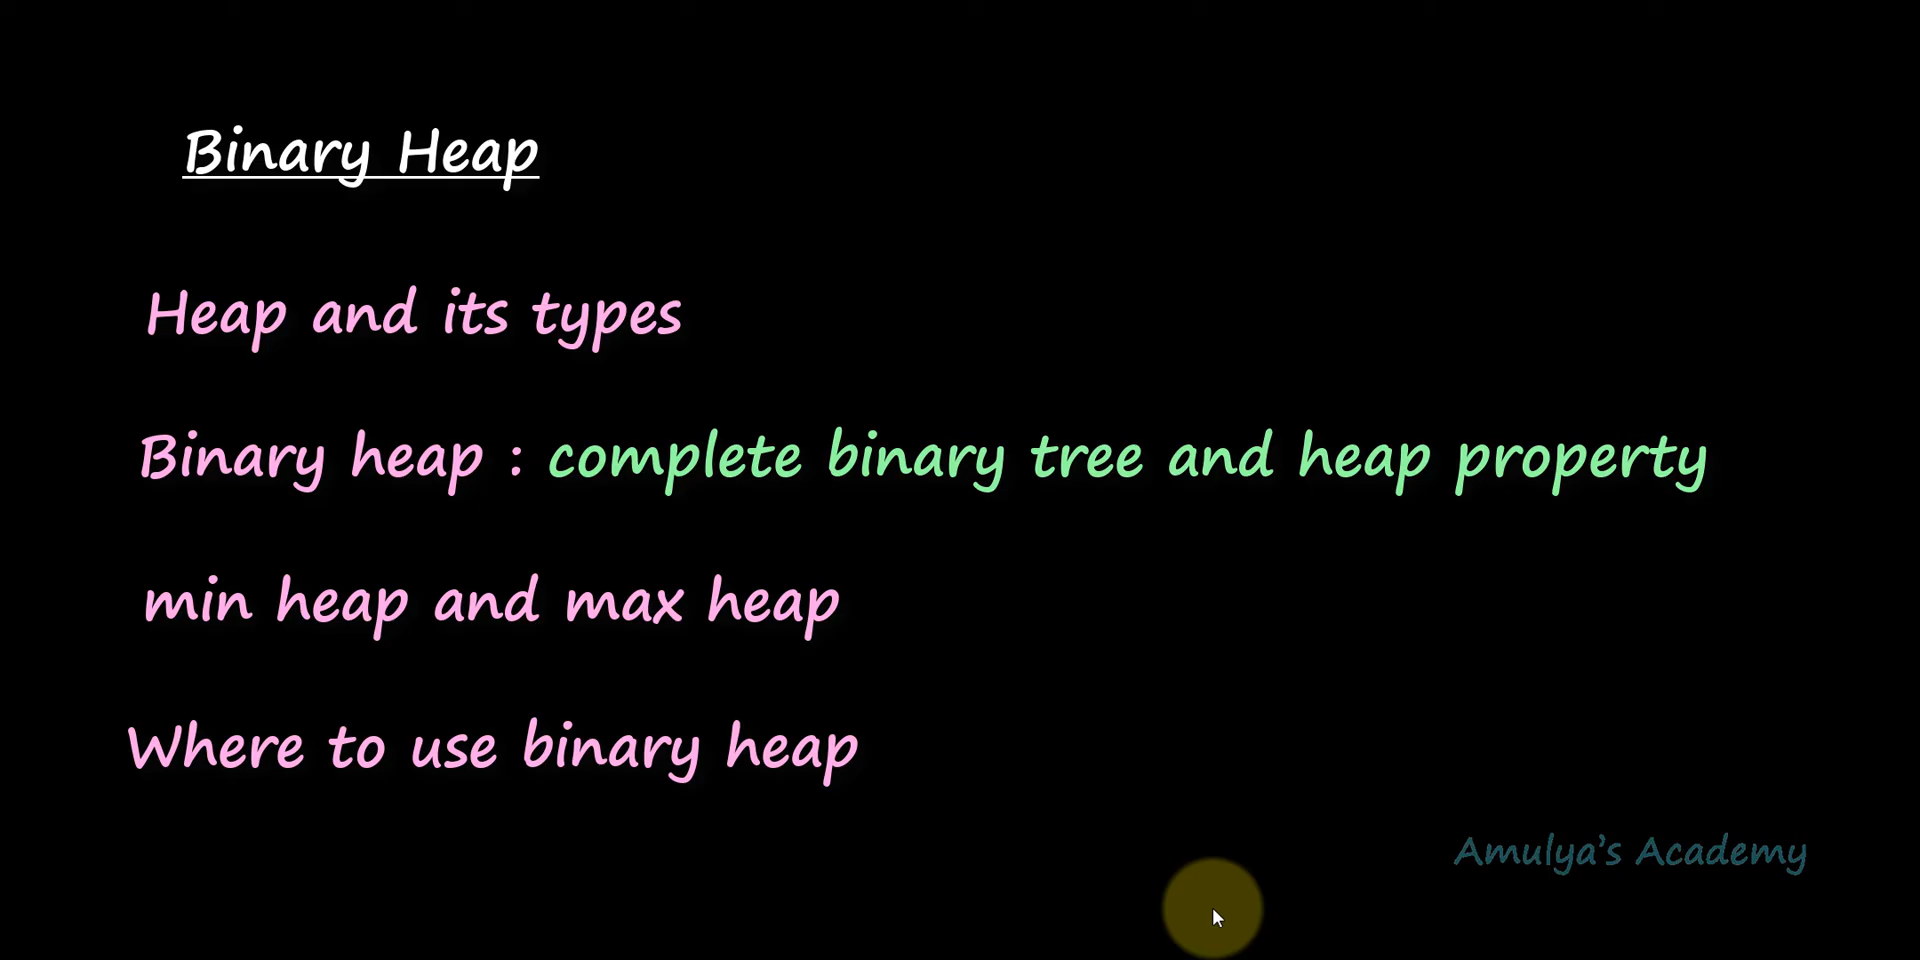 Binary Heap
Heap and its types
Binary heap : complete binary tree and heap property
min heap and max heap
Where to use binary heap
Amulya's Academy